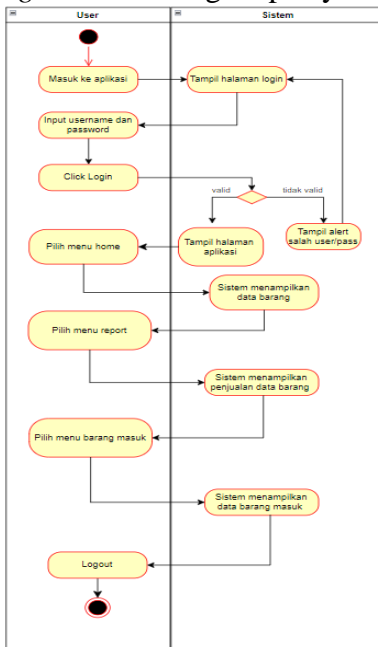 User
Sistem
Masuk ke aplikasi
Tampil halaman login
Input username dan
password
Click Login
valid
tidak valid
Tampil alert
salah user/pass
Tampil halaman
aplikasi
Pilih menu home
Sistem menampilkan
data barang
Pilih menu report
Sistem menampilkan
penjualan data barang
Pilih menu barang masuk
Sistem menampilkan
data barang masuk
Logout